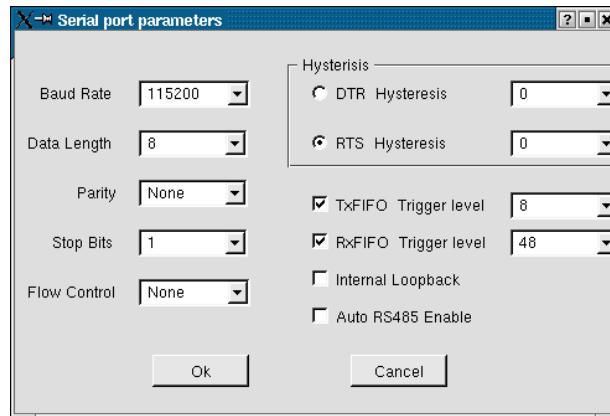 Serial port parameters
Hysterisis
Baud Rate 115200
DTR Hysteresis 0
Data Length 8
RTS Hysteresis 0
Parity None
TxFIFO Trigger level 8
Stop Bits 1
RxFIFO Trigger level 48
Internal Loopback
Flow Control None
Auto RS485 Enable
Ok Cancel